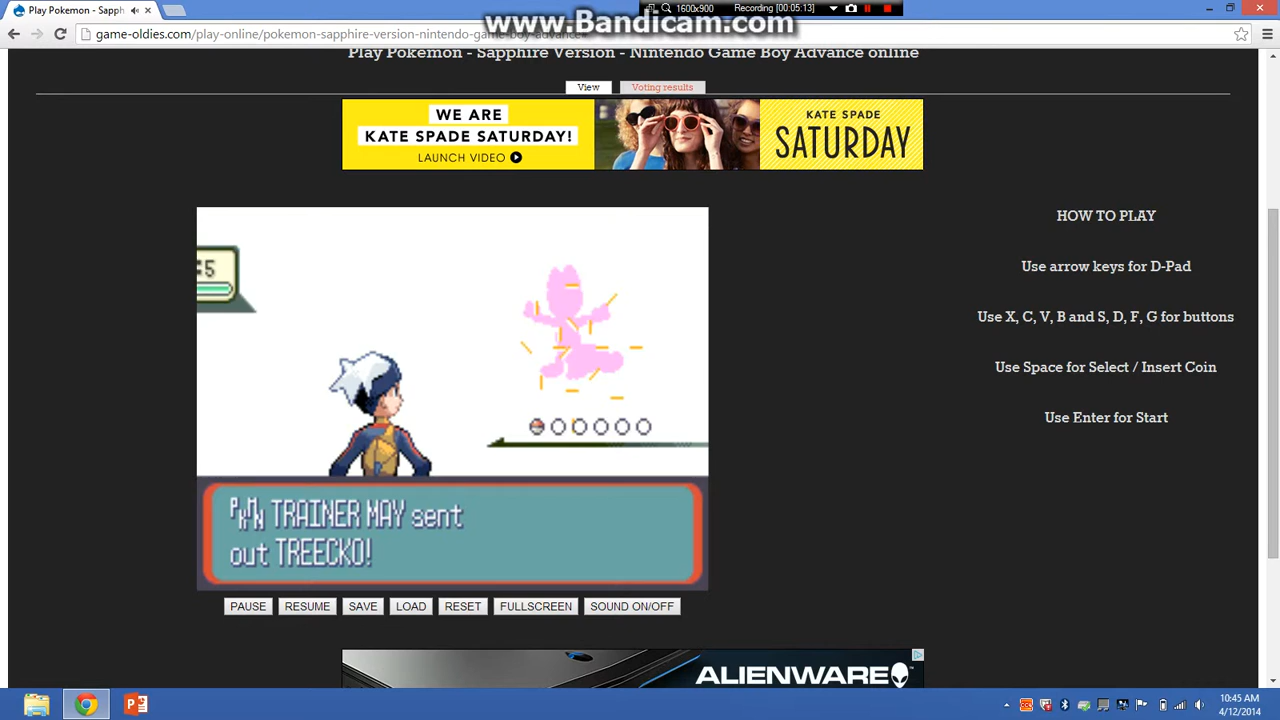 Play Pokemon - Sapph
1600x900
Recording [00:05:13]
www.Bandicam.com
game-oldies.com/play-online/pokemon-sapphire-version-nintendo-game-boy-advance
Play Pokemon - Sapphire Version - Nintendo Game Boy Advance online
View
Voting results
WE ARE
KATE SPADE SATURDAY!
LAUNCH VIDEO
KATE SPADE
SATURDAY
HOW TO PLAY
Use arrow keys for D-Pad
Use X, C, V, B and S, D, F, G for buttons
Use Space for Select / Insert Coin
Use Enter for Start
:5
PKMN TRAINER MAY sent
out TREECKO!
PAUSE
RESUME
SAVE
LOAD
RESET
FULLSCREEN
SOUND ON/OFF
ALIENWARE
10:45 AM
4/12/2014